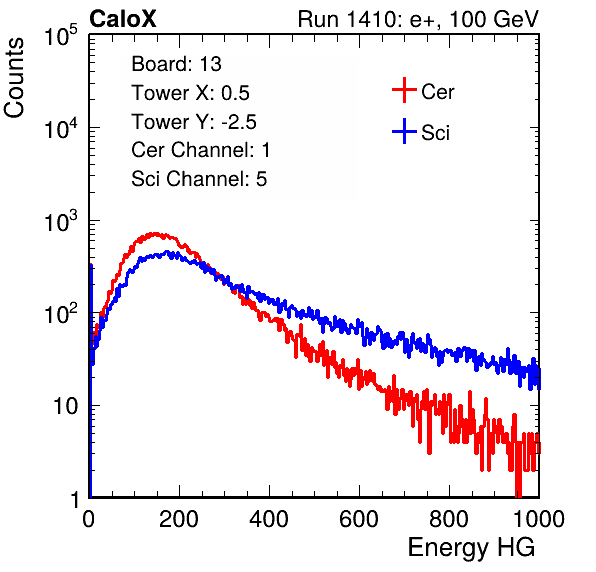 CaloX Run 1410: e+, 100 GeV
Counts
10^5
10^4
10^3
10^2
10
1
Board: 13
Tower X: 0.5
Tower Y: -2.5
Cer Channel: 1
Sci Channel: 5
Cer
Sci
0 200 400 600 800 1000
Energy HG